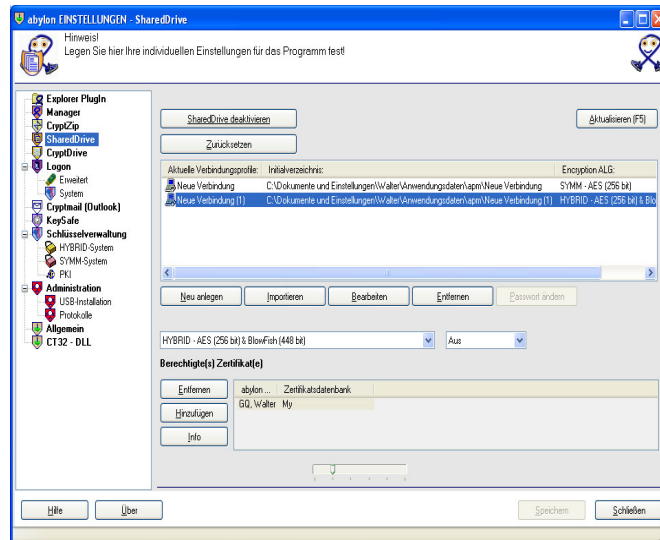 abylon EINSTELLUNGEN - SharedDrive
Hinweis!
Legen Sie hier Ihre individuellen Einstellungen für das Programm fest!
Explorer PlugIn
Manager
CryptZip
SharedDrive
CryptDrive
Logon
Erweitert
System
Cryptmail (Outlook)
KeySafe
Schlüsselverwaltung
HYBRID-System
SYMM-System
PKI
Administration
USB-Installation
Protokolle
Allgemein
CT32 - DLL
SharedDrive deaktivieren
Aktualisieren (F5)
Zurücksetzen
Aktuelle Verbindungsprofile: Initialverzeichnis: Encryption ALG:
Neue Verbindung C:\Dokumente und Einstellungen\Walter\Anwendungsdaten\apm\Neue Verbindung SYMM - AES (256 bit)
Neue Verbindung (1) C:\Dokumente und Einstellungen\Walter\Anwendungsdaten\apm\Neue Verbindung (1) HYBRID - AES (256 bit) & Blo
Neu anlegen Importieren Bearbeiten Entfernen Passwort ändern
HYBRID - AES (256 bit) & BlowFish (448 bit) Aus
Berechtigte(s) Zertifikat(e)
Entfernen
Hinzufügen
Info
abylon ... Zertifikatsdatenbank
GQ, Walter My
Hilfe Über Speichern Schließen